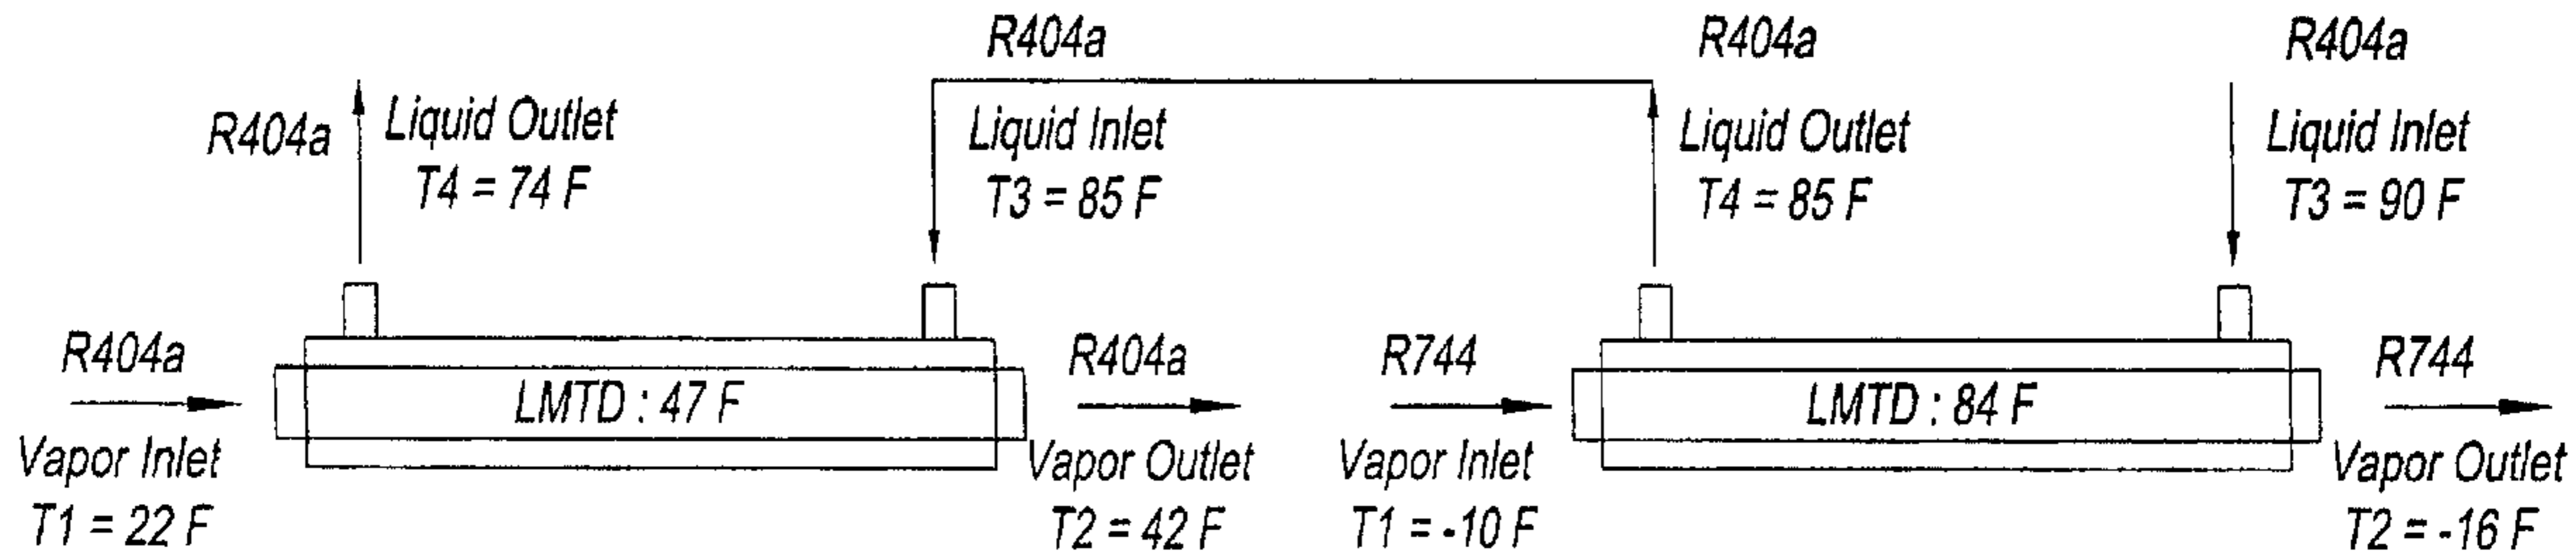 R404a
R404a
R404a
R404a
Liquid Outlet
T4 = 74 F
Liquid Inlet
T3 = 85 F
Liquid Outlet
T4 = 85 F
Liquid Inlet
T3 = 90 F
R404a
Vapor Inlet
T1 = 22 F
LMTD : 47 F
R404a
Vapor Outlet
T2 = 42 F
R744
Vapor Inlet
T1 = -10 F
LMTD : 84 F
R744
Vapor Outlet
T2 = -16 F